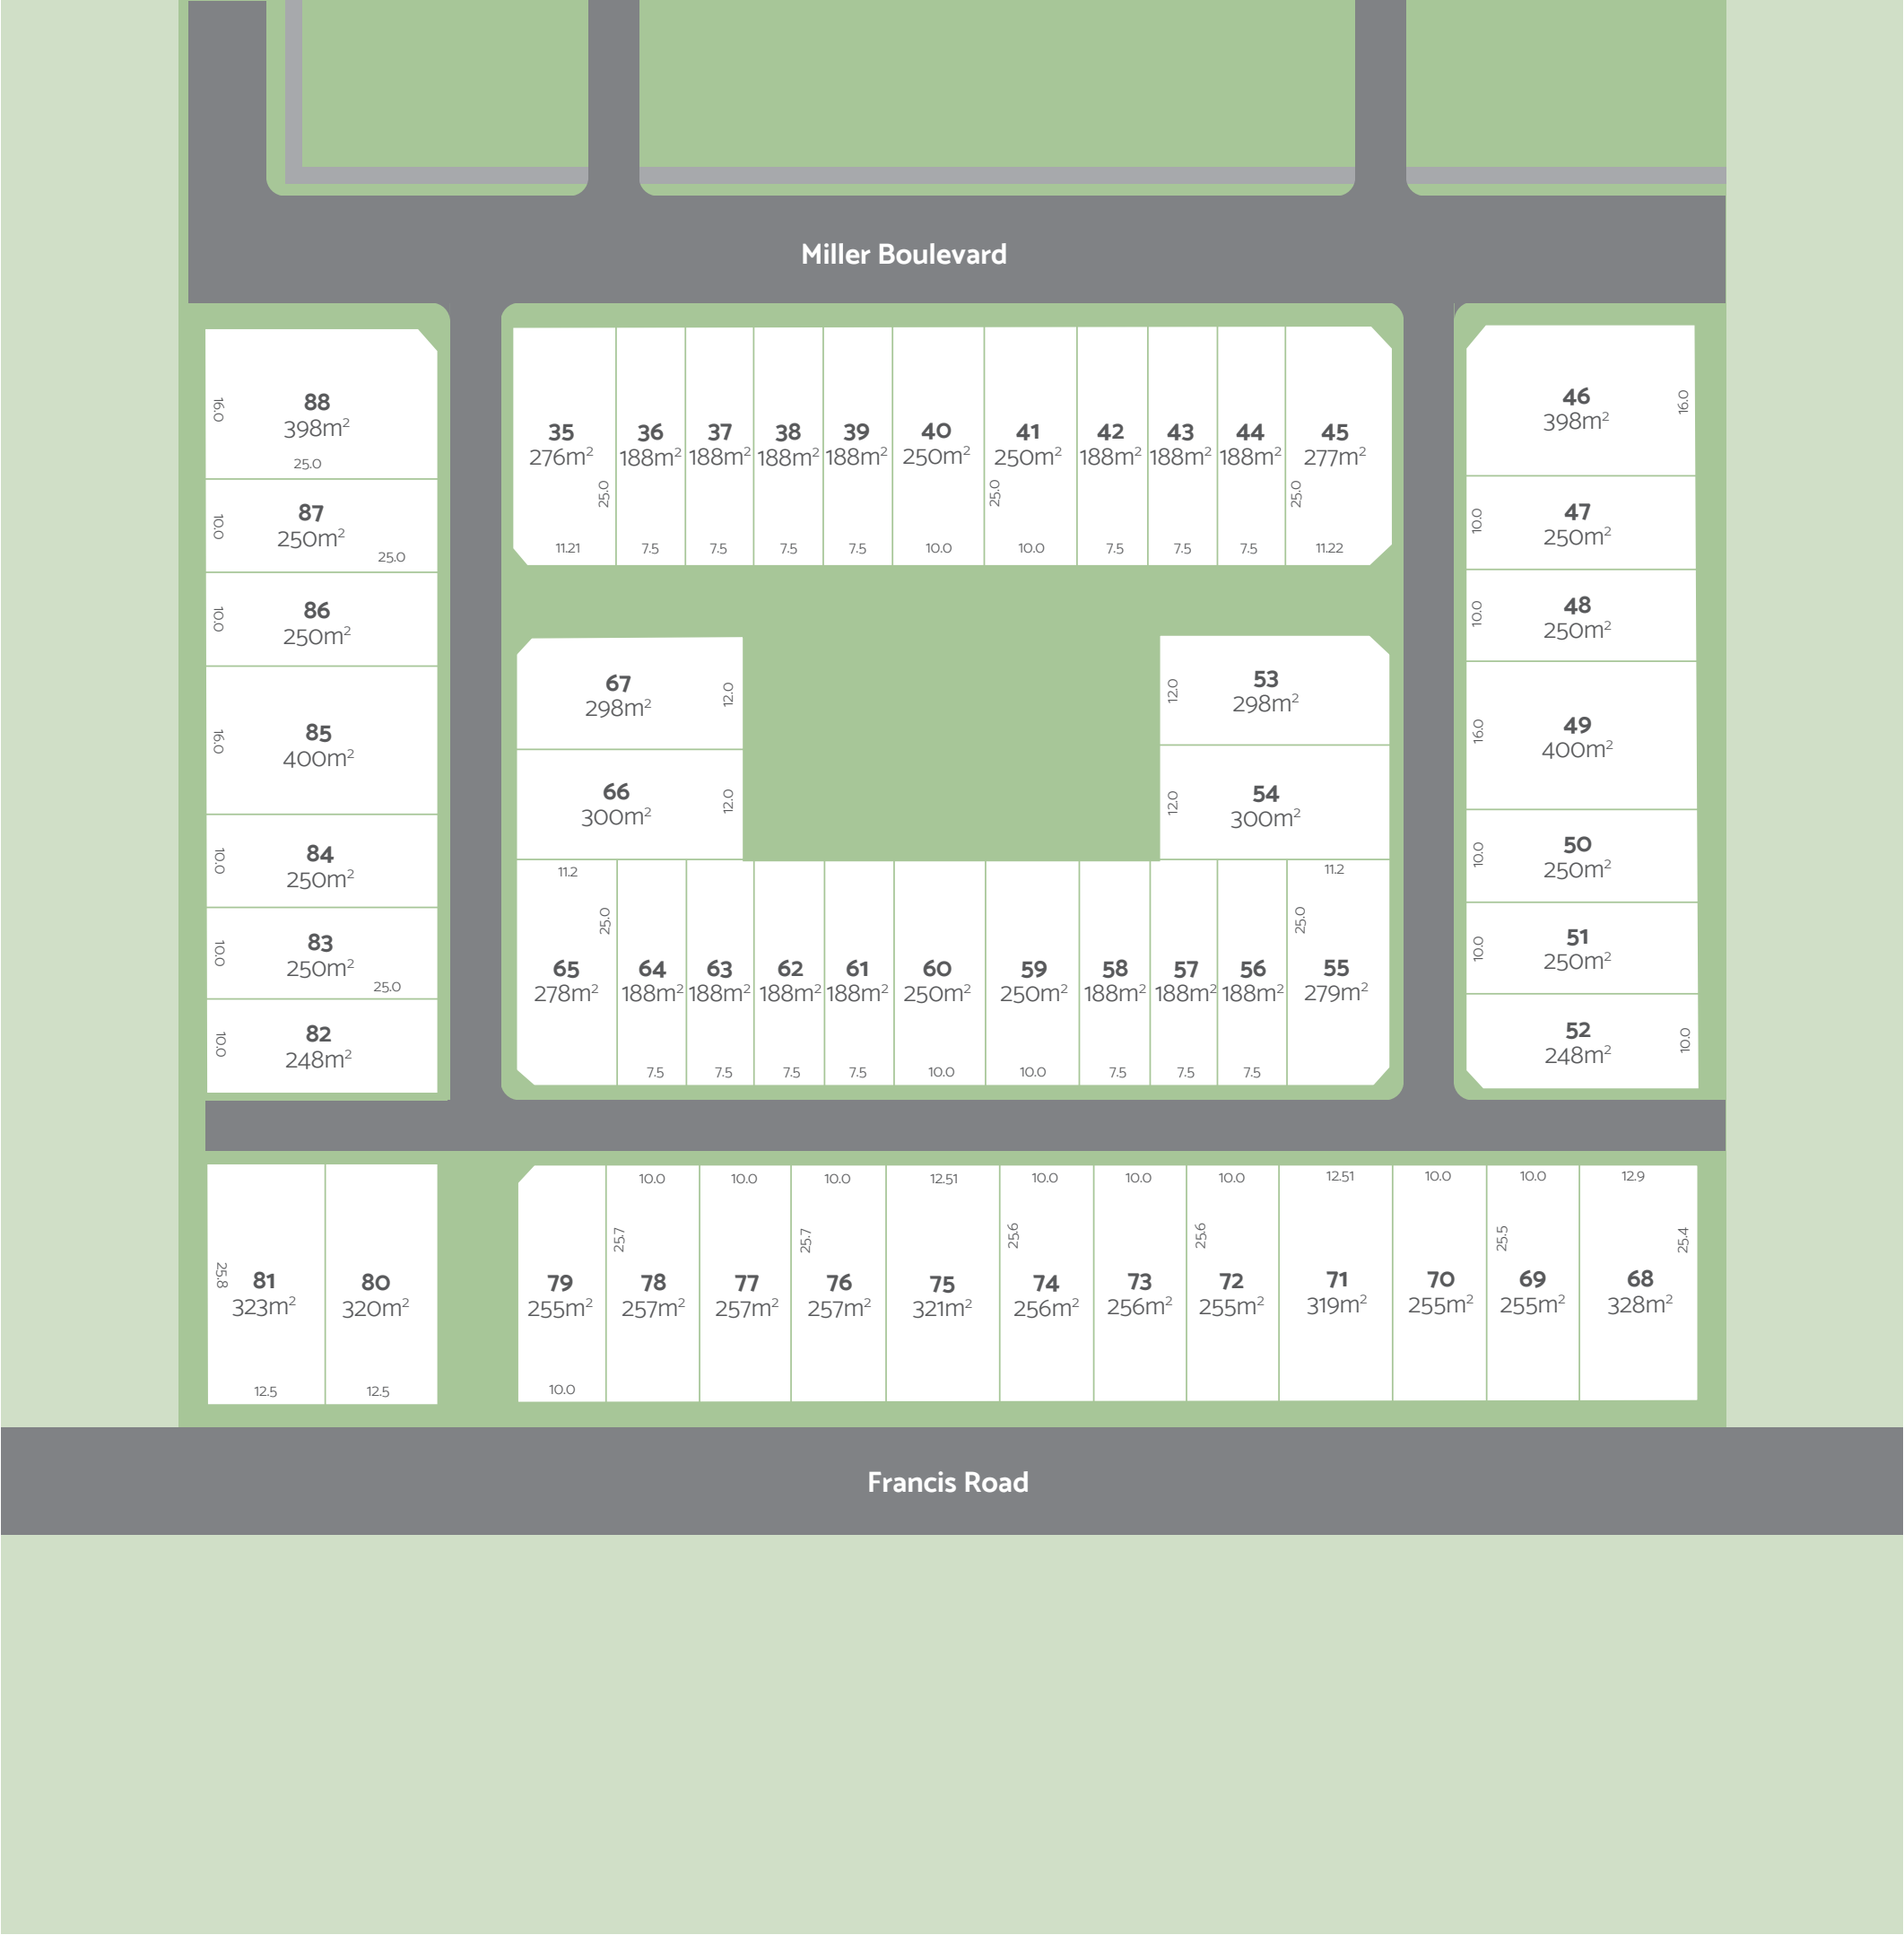 Miller Boulevard
88
398m²
16.0
25.0
87
250m²
10.0
25.0
86
250m²
10.0
85
400m²
16.0
84
250m²
10.0
83
250m²
10.0
25.0
82
248m²
10.0
35
276m²
25.0
11.21
36
188m²
7.5
37
188m²
7.5
38
188m²
7.5
39
188m²
7.5
40
250m²
10.0
41
250m²
25.0
10.0
42
188m²
7.5
43
188m²
7.5
44
188m²
7.5
45
277m²
25.0
11.22
46
398m²
16.0
47
250m²
10.0
48
250m²
10.0
49
400m²
16.0
50
250m²
10.0
51
250m²
10.0
52
248m²
10.0
67
298m²
12.0
66
300m²
12.0
53
298m²
12.0
54
300m²
12.0
11.2
25.0
65
278m²
64
188m²
7.5
63
188m²
7.5
62
188m²
7.5
61
188m²
7.5
60
250m²
10.0
59
250m²
10.0
58
188m²
7.5
57
188m²
7.5
56
188m²
7.5
11.2
25.0
55
279m²
81
323m²
25.8
12.5
80
320m²
12.5
79
255m²
10.0
10.0
25.7
78
257m²
10.0
77
257m²
10.0
25.7
76
257m²
12.51
75
321m²
10.0
25.6
74
256m²
10.0
73
256m²
10.0
25.6
72
255m²
12.51
71
319m²
10.0
70
255m²
10.0
25.5
69
255m²
12.9
25.4
68
328m²
Francis Road